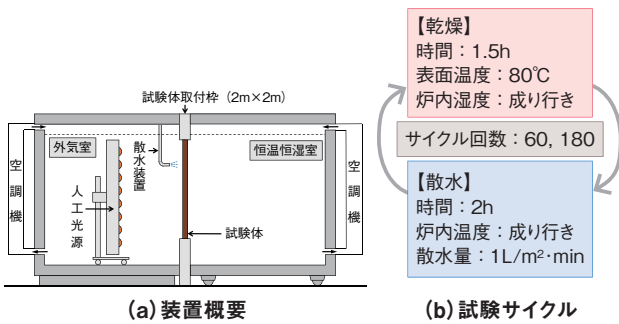 試験体取付枠（2m×2m）
外気室
散水装置
恒温恒湿室
空調機
人工光源
空調機
試験体
(a)装置概要
【乾燥】
時間：1.5h
表面温度：80℃
炉内湿度：成り行き
サイクル回数：60, 180
【散水】
時間：2h
炉内温度：成り行き
散水量：1L/m²･min
(b)試験サイクル